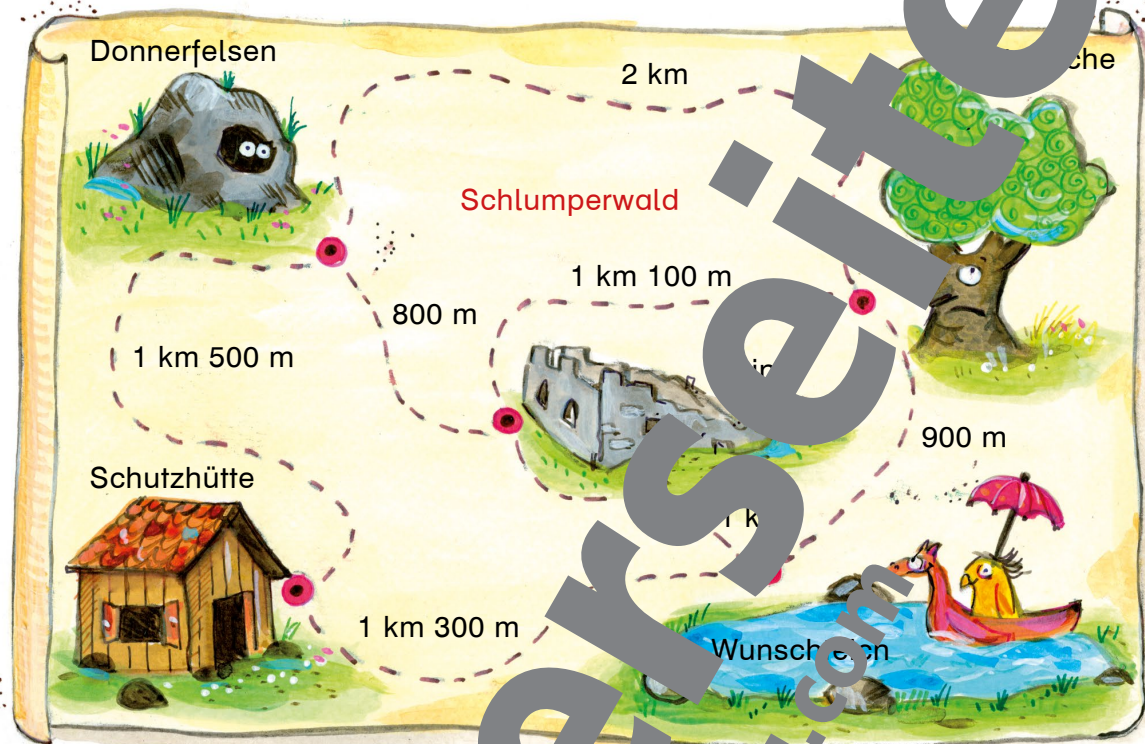 Donnerfelsen
2 km
Schlumperwald
1 km 100 m
800 m
1 km 500 m
900 m
Schutzhütte
1 km 300 m